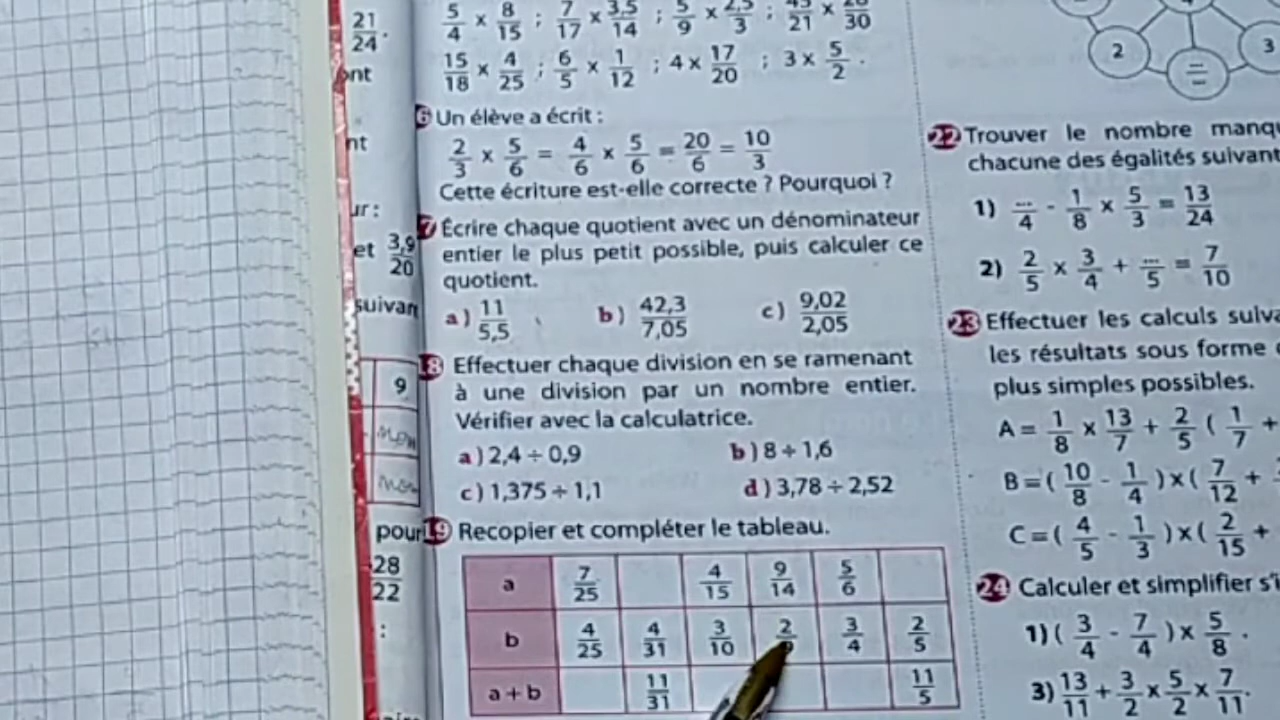 21/24 .
ont
nt
ur :
et 3,9/20
suivan
9
non
non
pour
28/22
:
5/4 × 8/15 ; 7/17 × 3,5/14 ; 5/9 × 2,5/3 ; /21 × /30
15/18 × 4/25 ; 6/5 × 1/12 ; 4 × 17/20 ; 3 × 5/2 .
6 Un élève a écrit :
2/3 × 5/6 = 4/6 × 5/6 = 20/6 = 10/3
Cette écriture est-elle correcte ? Pourquoi ?
7 Écrire chaque quotient avec un dénominateur
entier le plus petit possible, puis calculer ce
quotient.
a) 11/5,5 b) 42,3/7,05 c) 9,02/2,05
18 Effectuer chaque division en se ramenant
à une division par un nombre entier.
Vérifier avec la calculatrice.
a) 2,4 ÷ 0,9 b) 8 ÷ 1,6
c) 1,375 ÷ 1,1 d) 3,78 ÷ 2,52
19 Recopier et compléter le tableau.
a 7/25 4/15 9/14 5/6
b 4/25 4/31 3/10 2/ 3/4 2/5
a + b 11/31 11/5
2
...
3
22 Trouver le nombre manq
chacune des égalités suivant
1) .../4 - 1/8 × 5/3 = 13/24
2) 2/5 × 3/4 + .../5 = 7/10
23 Effectuer les calculs suiva
les résultats sous forme
plus simples possibles.
A = 1/8 × 13/7 + 2/5 ( 1/7 +
B = ( 10/8 - 1/4 ) × ( 7/12 +
C = ( 4/5 - 1/3 ) × ( 2/15 +
24 Calculer et simplifier s'i
1) ( 3/4 - 7/4 ) × 5/8 .
3) 13/11 + 3/2 × 5/2 × 7/11 .